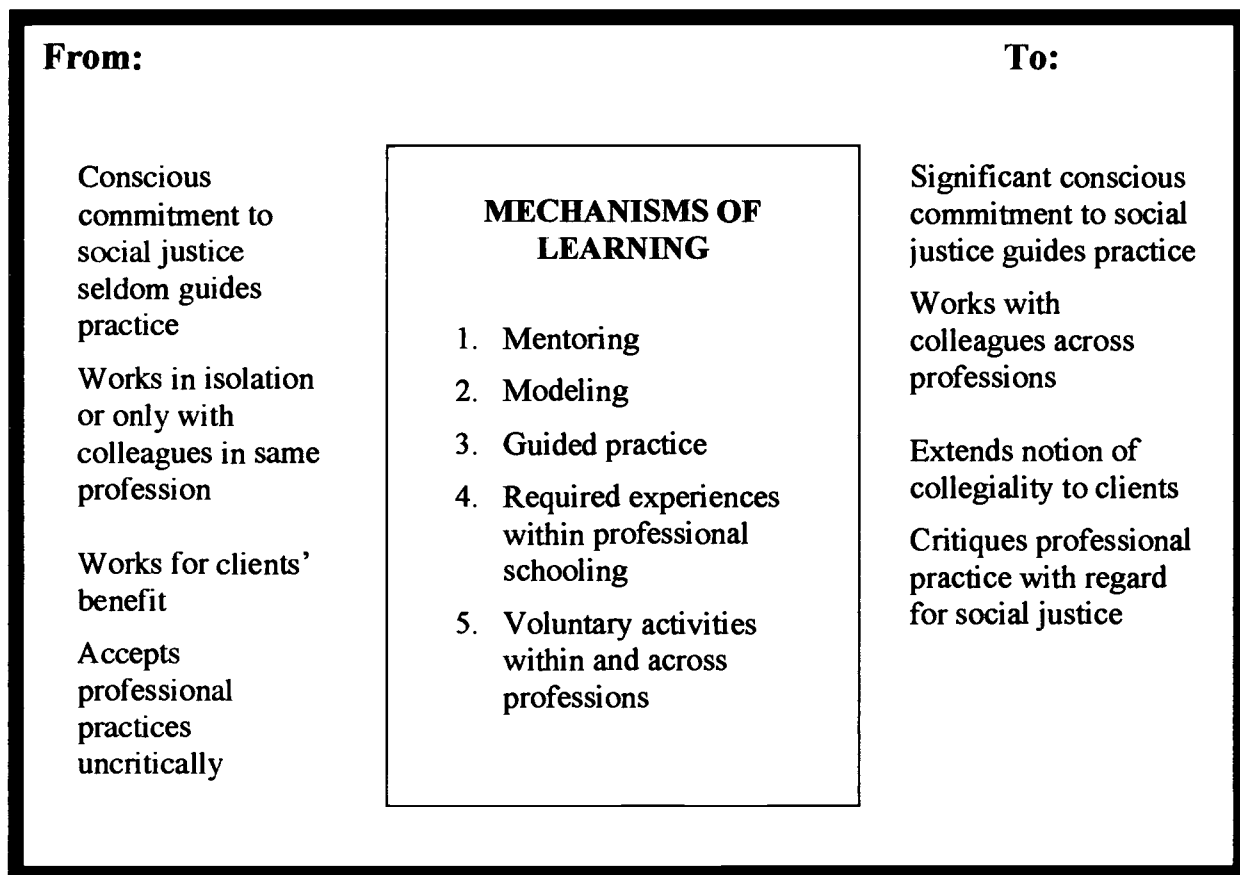 From:
To:
Conscious
commitment to
social justice
seldom guides
practice
Works in isolation
or only with
colleagues in same
profession
Works for clients'
benefit
Accepts
professional
practices
uncritically
MECHANISMS OF
LEARNING
1. Mentoring
2. Modeling
3. Guided practice
4. Required experiences
within professional
schooling
5. Voluntary activities
within and across
professions
Significant conscious
commitment to social
justice guides practice
Works with
colleagues across
professions
Extends notion of
collegiality to clients
Critiques professional
practice with regard
for social justice